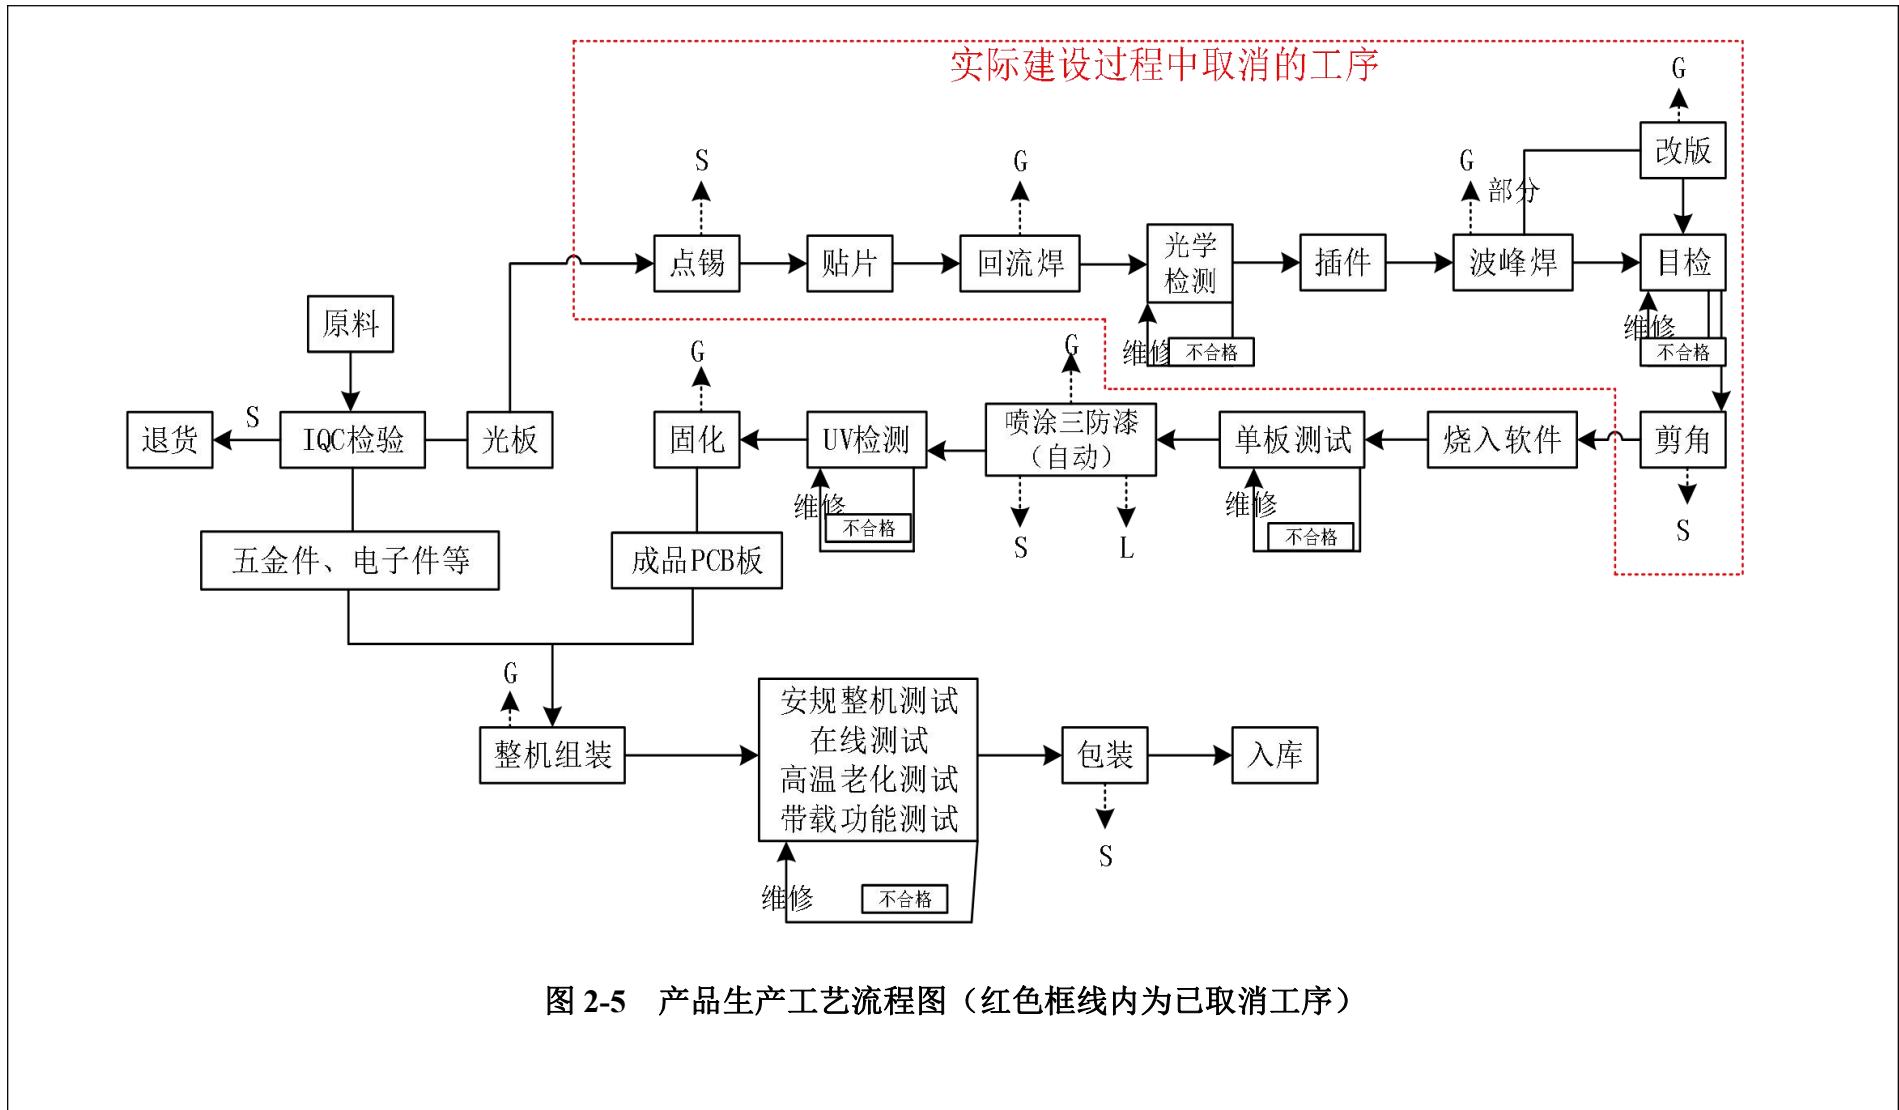 实际建设过程中取消的工序
G
改版
S
G
G
部分
点锡
贴片
回流焊
光学
检测
插件
波峰焊
目检
维修
不合格
维修
不合格
原料
G
G
退货
S
IQC检验
光板
固化
UV检测
喷涂三防漆
（自动）
单板测试
烧入软件
剪角
维修
不合格
维修
不合格
S
L
S
五金件、电子件等
成品PCB板
G
整机组装
安规整机测试
在线测试
高温老化测试
带载功能测试
包装
入库
S
维修
不合格
图 2-5 产品生产工艺流程图（红色框线内为已取消工序）